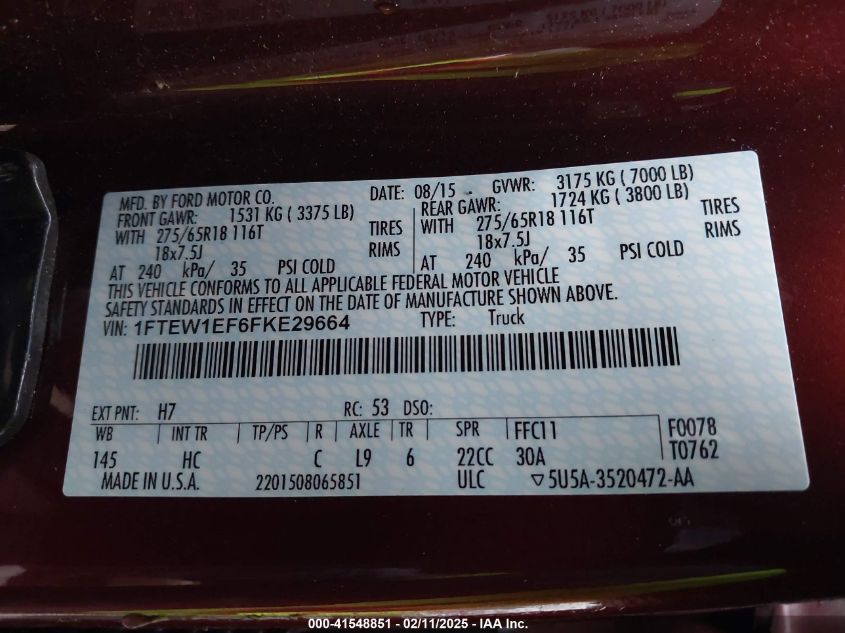 MFD. BY FORD MOTOR CO. DATE: 08/15 GVWR: 3175 KG ( 7000 LB)
FRONT GAWR: 1531 KG ( 3375 LB) REAR GAWR: 1724 KG ( 3800 LB)
WITH 275/65R18 116T TIRES WITH 275/65R18 116T TIRES
18x7.5J RIMS 18x7.5J RIMS
AT 240 kPa/ 35 PSI COLD AT 240 kPa/ 35 PSI COLD
THIS VEHICLE CONFORMS TO ALL APPLICABLE FEDERAL MOTOR VEHICLE
SAFETY STANDARDS IN EFFECT ON THE DATE OF MANUFACTURE SHOWN ABOVE.
VIN: 1FTEW1EF6FKE29664 TYPE: Truck
EXT PNT: H7 RC: 53 DSO:
WB INT TR TP/PS R AXLE TR SPR FFC11 F0078
145 HC C L9 6 22CC 30A T0762
MADE IN U.S.A. 2201508065851 ULC ▽5U5A-3520472-AA
000-41548851 - 02/11/2025 - IAA Inc.